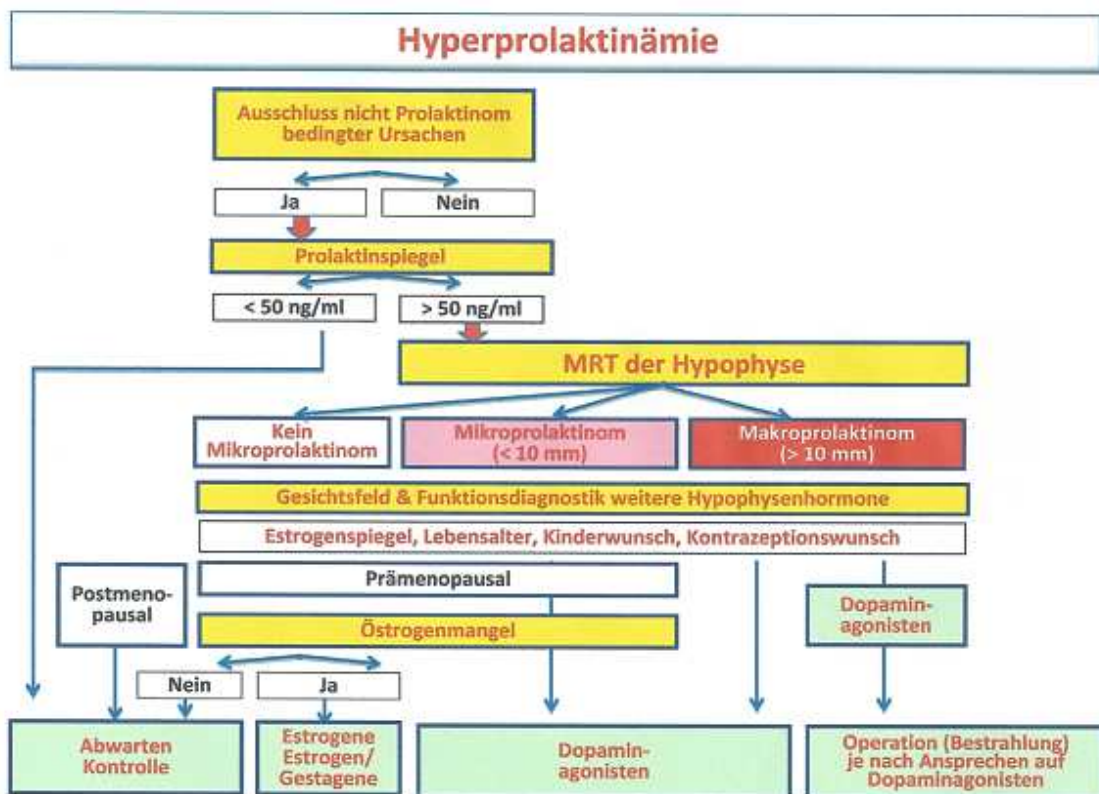 Hyperprolaktinämie
Ausschluss nicht Prolaktinom
bedingter Ursachen
Ja
Nein
Prolaktinspiegel
< 50 ng/ml
> 50 ng/ml
MRT der Hypophyse
Kein
Mikroprolaktinom
Mikroprolaktinom
(< 10 mm)
Makroprolaktinom
(> 10 mm)
Gesichtsfeld & Funktionsdiagnostik weitere Hypophysenhormone
Estrogenspiegel, Lebensalter, Kinderwunsch, Kontrazeptionswunsch
Postmeno-
pausal
Prämenopausal
Östrogenmangel
Dopamin-
agonisten
Nein
Ja
Abwarten
Kontrolle
Estrogene
Estrogen/
Gestagene
Dopamin-
agonisten
Operation (Bestrahlung)
je nach Ansprechen auf
Dopaminagonisten